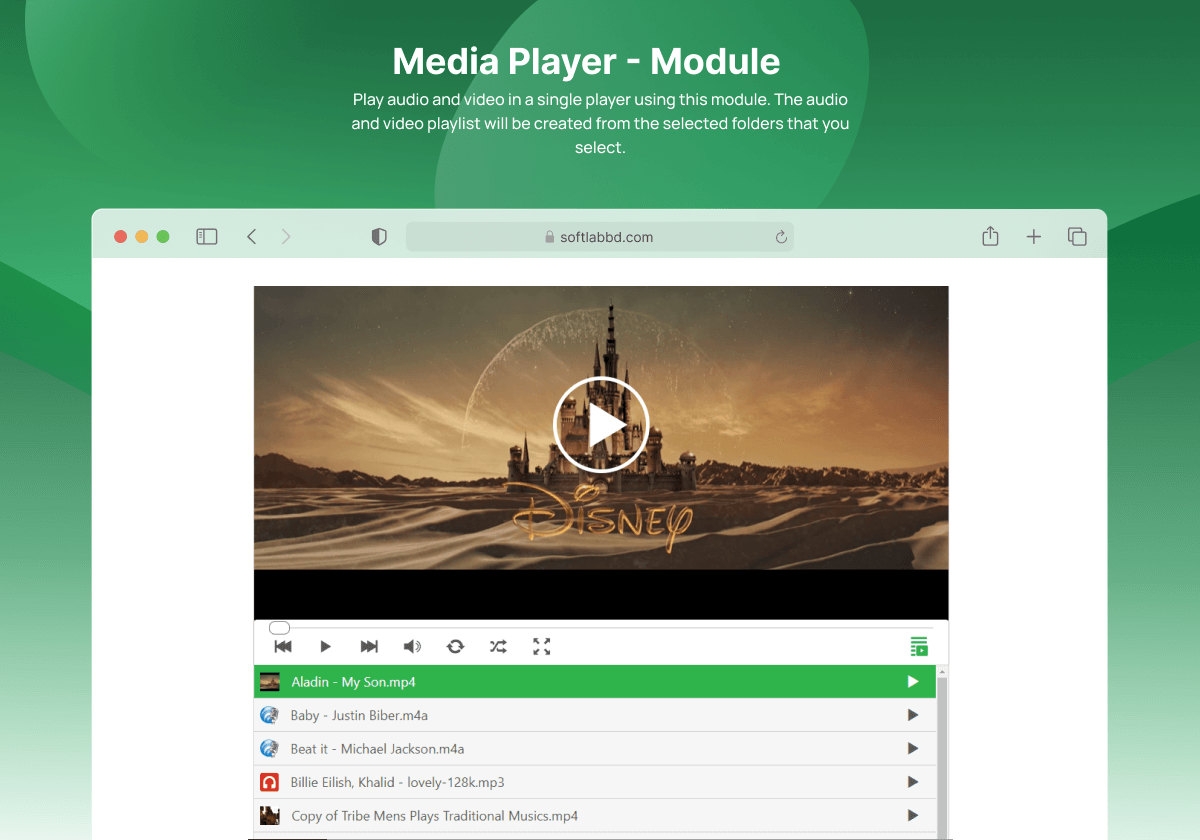 Media Player - Module
Play audio and video in a single player using this module. The audio
and video playlist will be created from the selected folders that you
select.
softlabbd.com
DISNEY
Aladin - My Son.mp4
Baby - Justin Biber.m4a
Beat it - Michael Jackson.m4a
Billie Eilish, Khalid - lovely-128k.mp3
Copy of Tribe Mens Plays Traditional Musics.mp4